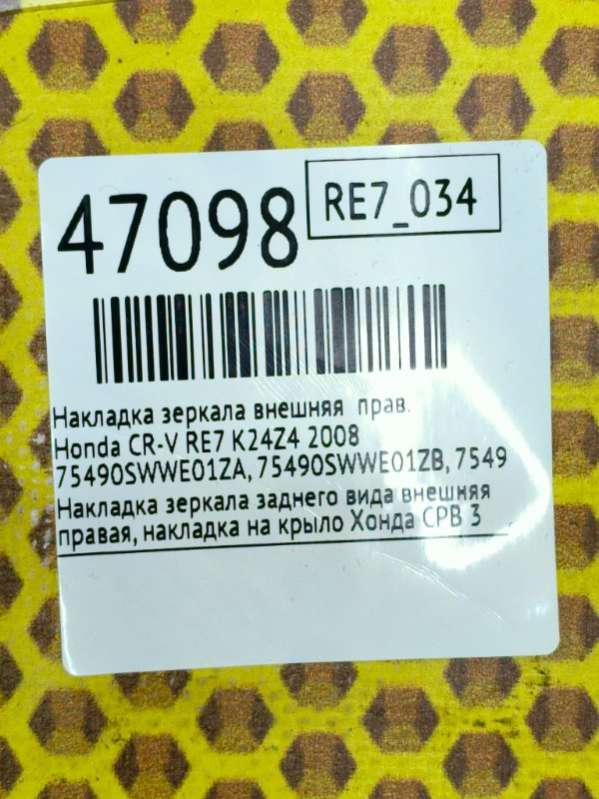 47098
RE7_034
Накладка зеркала внешняя прав.
Honda CR-V RE7 K24Z4 2008
75490SWWE01ZA, 75490SWWE01ZB, 7549
Накладка зеркала заднего вида внешняя
правая, накладка на крыло Хонда СРВ 3